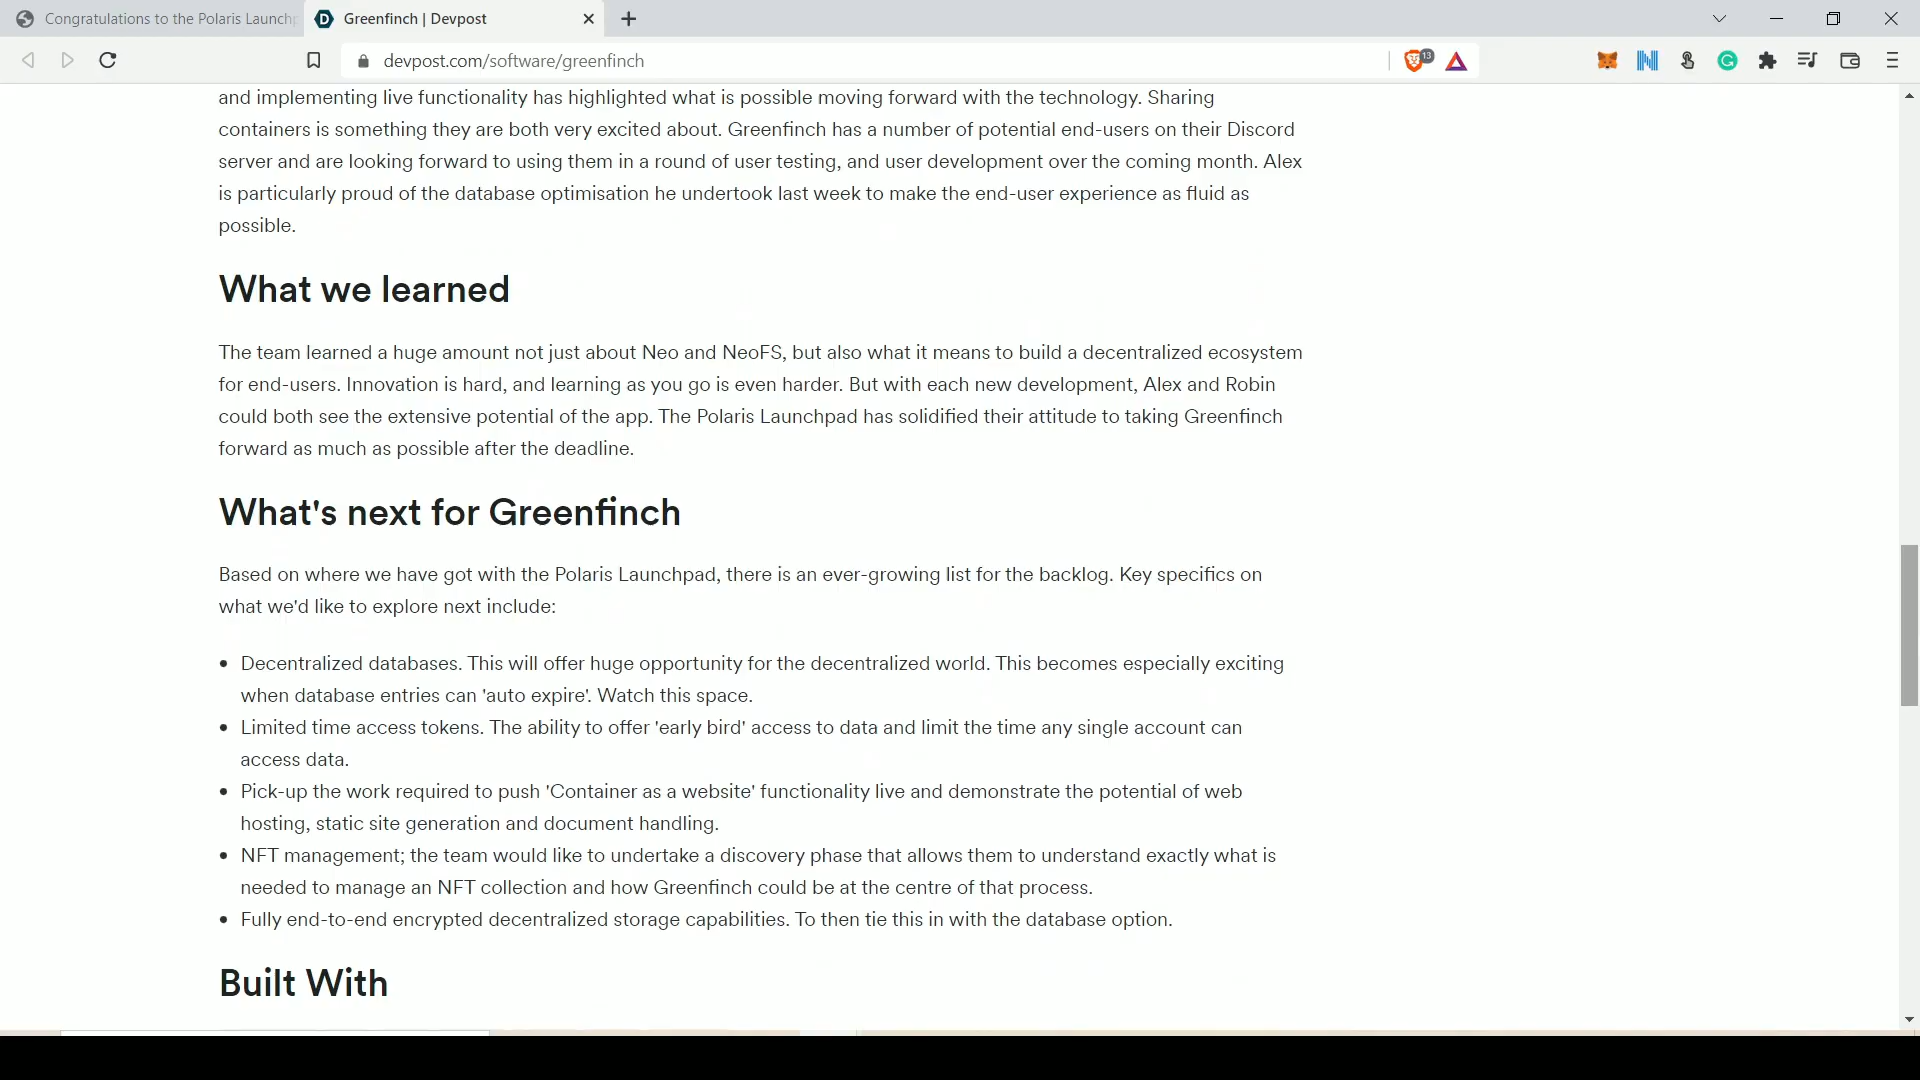 Congratulations to the Polaris Launchp
Greenfinch | Devpost
devpost.com/software/greenfinch
13
and implementing live functionality has highlighted what is possible moving forward with the technology. Sharing
containers is something they are both very excited about. Greenfinch has a number of potential end-users on their Discord
server and are looking forward to using them in a round of user testing, and user development over the coming month. Alex
is particularly proud of the database optimisation he undertook last week to make the end-user experience as fluid as
possible.
What we learned
The team learned a huge amount not just about Neo and NeoFS, but also what it means to build a decentralized ecosystem
for end-users. Innovation is hard, and learning as you go is even harder. But with each new development, Alex and Robin
could both see the extensive potential of the app. The Polaris Launchpad has solidified their attitude to taking Greenfinch
forward as much as possible after the deadline.
What's next for Greenfinch
Based on where we have got with the Polaris Launchpad, there is an ever-growing list for the backlog. Key specifics on
what we'd like to explore next include:
• Decentralized databases. This will offer huge opportunity for the decentralized world. This becomes especially exciting
when database entries can 'auto expire'. Watch this space.
• Limited time access tokens. The ability to offer 'early bird' access to data and limit the time any single account can
access data.
• Pick-up the work required to push 'Container as a website' functionality live and demonstrate the potential of web
hosting, static site generation and document handling.
• NFT management; the team would like to undertake a discovery phase that allows them to understand exactly what is
needed to manage an NFT collection and how Greenfinch could be at the centre of that process.
• Fully end-to-end encrypted decentralized storage capabilities. To then tie this in with the database option.
Built With